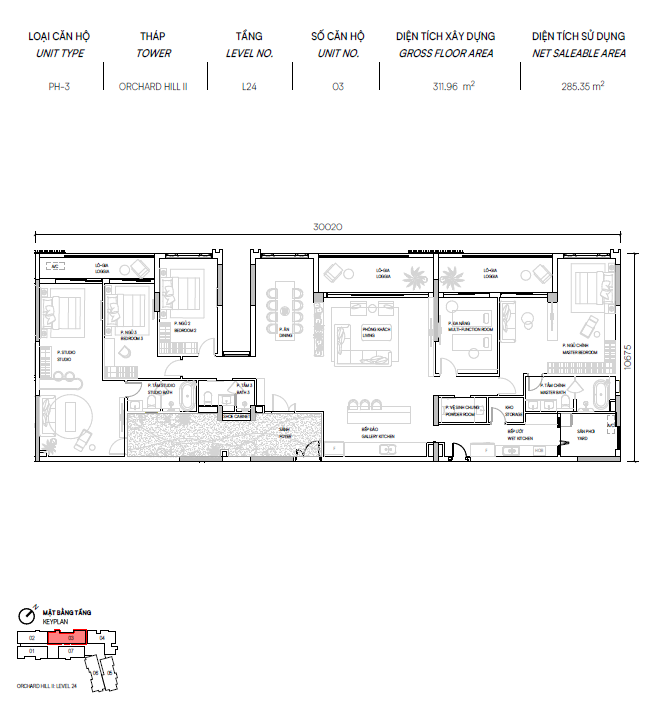 LOẠI CĂN HỘ
UNIT TYPE
PH-3
THÁP
TOWER
ORCHARD HILL II
TẦNG
LEVEL NO.
L24
SỐ CĂN HỘ
UNIT NO.
03
DIỆN TÍCH XÂY DỰNG
GROSS FLOOR AREA
311.96 m²
DIỆN TÍCH SỬ DỤNG
NET SALEABLE AREA
285.35 m²
30020
10675
A/C
LÔ-GIA
LOGGIA
LÔ-GIA
LOGGIA
LÔ-GIA
LOGGIA
P. STUDIO
STUDIO
P. NGỦ 3
BEDROOM 3
P. NGỦ 2
BEDROOM 2
P. ĂN
DINING
PHÒNG KHÁCH
LIVING
P. ĐA NĂNG
MULTI-FUNCTION ROOM
P. NGỦ CHÍNH
MASTER BEDROOM
P. TẮM STUDIO
STUDIO BATH
P. TẮM 3
BATH 3
SHOE CABINET
SẢNH
FOYER
BẾP ĐẢO
GALLERY KITCHEN
P. VỆ SINH CHUNG
POWDER ROOM
KHO
STORAGE
P. TẮM CHÍNH
MASTER BATH
BẾP ƯỚT
WET KITCHEN
SÂN PHƠI
YARD
A/C
N
MẶT BẰNG TẦNG
KEYPLAN
02
03
04
01
07
06
05
ORCHARD HILL II: LEVEL 24